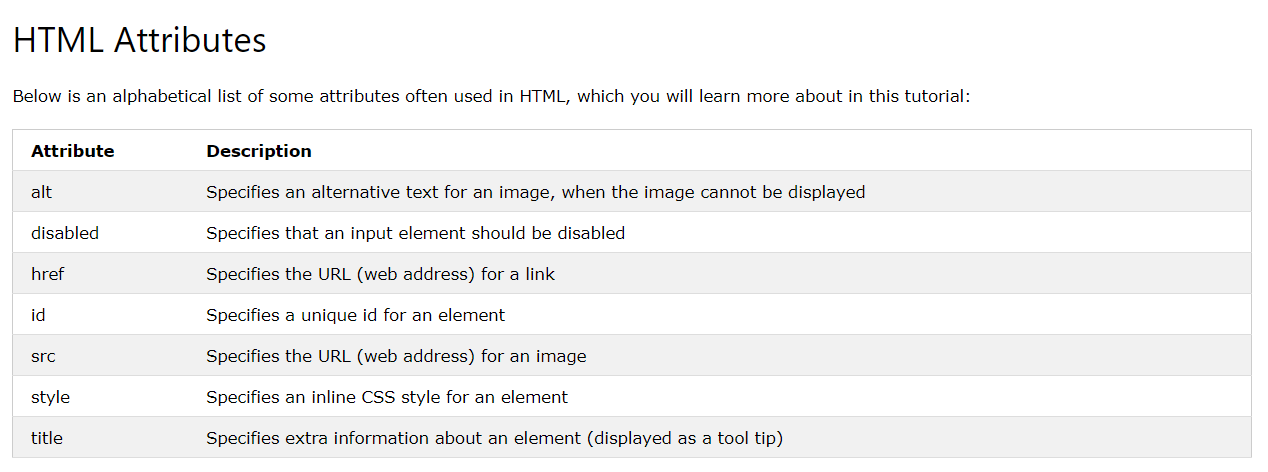 HTML Attributes
Below is an alphabetical list of some attributes often used in HTML, which you will learn more about in this tutorial:
Attribute Description
alt Specifies an alternative text for an image, when the image cannot be displayed
disabled Specifies that an input element should be disabled
href Specifies the URL (web address) for a link
id Specifies a unique id for an element
src Specifies the URL (web address) for an image
style Specifies an inline CSS style for an element
title Specifies extra information about an element (displayed as a tool tip)